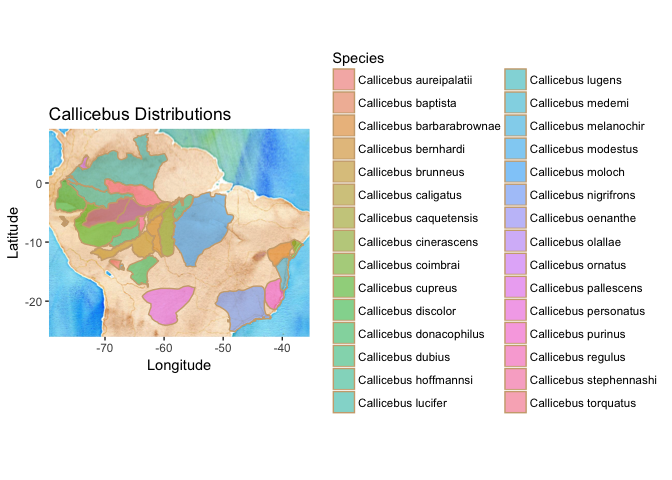 Callicebus Distributions
0
-10
-20
-70
-60
-50
-40
Longitude
Latitude
Species
Callicebus aureipalatii
Callicebus baptista
Callicebus barbarabrownae
Callicebus bernhardi
Callicebus brunneus
Callicebus caligatus
Callicebus caquetensis
Callicebus cinerascens
Callicebus coimbrai
Callicebus cupreus
Callicebus discolor
Callicebus donacophilus
Callicebus dubius
Callicebus hoffmannsi
Callicebus lucifer
Callicebus lugens
Callicebus medemi
Callicebus melanochir
Callicebus modestus
Callicebus moloch
Callicebus nigrifrons
Callicebus oenanthe
Callicebus olallae
Callicebus ornatus
Callicebus pallescens
Callicebus personatus
Callicebus purinus
Callicebus regulus
Callicebus stephennashi
Callicebus torquatus